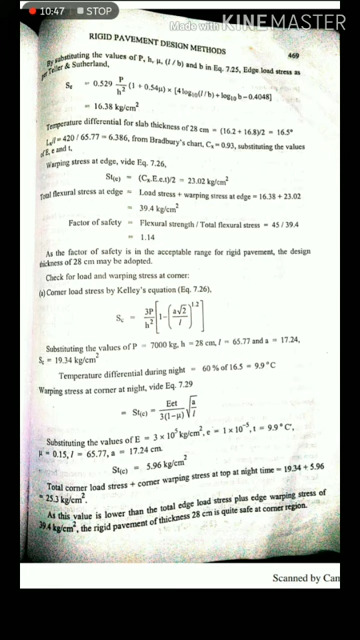 10:47 STOP
Made with KINEMASTER
RIGID PAVEMENT DESIGN METHODS 469
By substituting the values of P, h, μ, (l / b) and b in Eq. 7.25, Edge load stress as
per Teller & Sutherland,
Se = 0.529 P/h² (1 + 0.54μ) × [4 log10(l / b) + log10 b – 0.4048]
= 16.38 kg/cm²
Temperature differential for slab thickness of 28 cm = (16.2 + 16.8)/2 = 16.5°
Lx/l = 420 / 65.77 = 6.386, from Bradbury's chart, Cx = 0.93, substituting the values
of E, e and t,
Warping stress at edge, vide Eq. 7.26,
St(e) = (Cx.E.e.t)/2 = 23.02 kg/cm²
Total flexural stress at edge = Load stress + warping stress at edge = 16.38 + 23.02
= 39.4 kg/cm²
Factor of safety = Flexural strength / Total flexural stress = 45 / 39.4
= 1.14
As the factor of safety is in the acceptable range for rigid pavement, the design
thickness of 28 cm may be adopted.
Check for load and warping stress at corner:
(a) Corner load stress by Kelley's equation (Eq. 7.26),
Sc = 3P/h² [1 – (a√2/l)^1.2]
Substituting the values of P = 7000 kg, h = 28 cm, l = 65.77 and a = 17.24,
Sc = 19.34 kg/cm²
Temperature differential during night = 60 % of 16.5 = 9.9 °C
Warping stress at corner at night, vide Eq. 7.29
= St(c) = Eet/3(1–μ) √(a/l)
Substituting the values of E = 3 × 10⁵ kg/cm², e = 1 × 10⁻⁵, t = 9.9 °C,
μ = 0.15, l = 65.77, a = 17.24 cm.
St(c) = 5.96 kg/cm²
Total corner load stress + corner warping stress at top at night time = 19.34 + 5.96
= 25.3 kg/cm².
As this value is lower than the total edge load stress plus edge warping stress of
39.4 kg/cm², the rigid pavement of thickness 28 cm is quite safe at corner region.
Scanned by Can